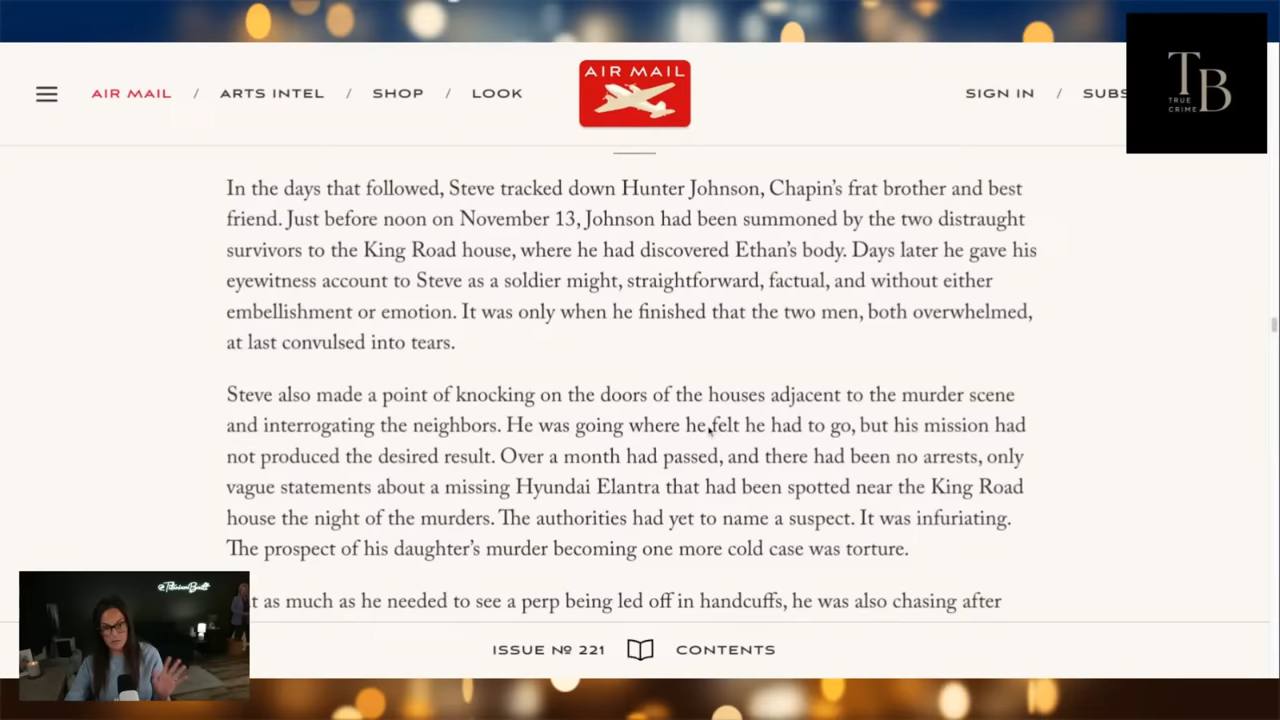 AIR MAIL / ARTS INTEL / SHOP / LOOK
AIR MAIL
SIGN IN / SUBS
TB
TRUE
CRIME
In the days that followed, Steve tracked down Hunter Johnson, Chapin's frat brother and best
friend. Just before noon on November 13, Johnson had been summoned by the two distraught
survivors to the King Road house, where he had discovered Ethan's body. Days later he gave his
eyewitness account to Steve as a soldier might, straightforward, factual, and without either
embellishment or emotion. It was only when he finished that the two men, both overwhelmed,
at last convulsed into tears.
Steve also made a point of knocking on the doors of the houses adjacent to the murder scene
and interrogating the neighbors. He was going where he felt he had to go, but his mission had
not produced the desired result. Over a month had passed, and there had been no arrests, only
vague statements about a missing Hyundai Elantra that had been spotted near the King Road
house the night of the murders. The authorities had yet to name a suspect. It was infuriating.
The prospect of his daughter's murder becoming one more cold case was torture.
t as much as he needed to see a perp being led off in handcuffs, he was also chasing after
ISSUE № 221 CONTENTS